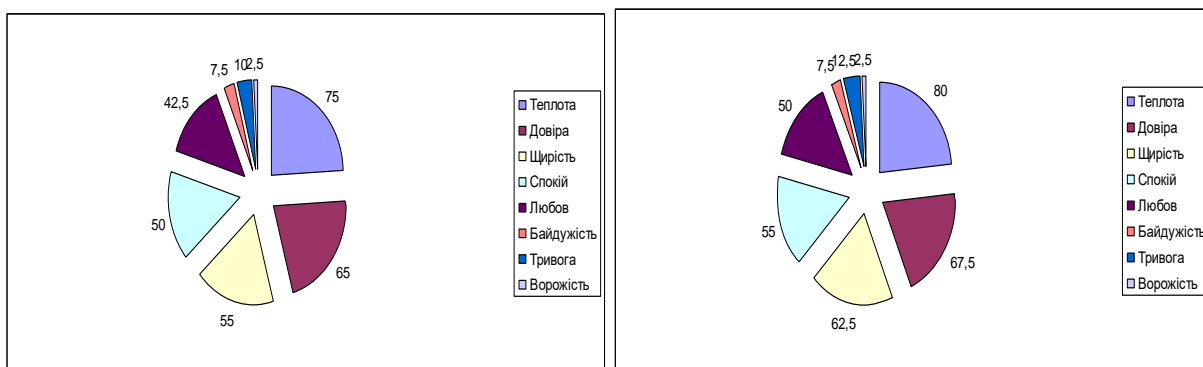 7,5
10
2,5
42,5
75
50
65
55
Теплота
Довіра
Щирість
Спокій
Любов
Байдужість
Тривога
Ворожість
7,5
12,5
2,5
50
80
55
67,5
62,5
Теплота
Довіра
Щирість
Спокій
Любов
Байдужість
Тривога
Ворожість